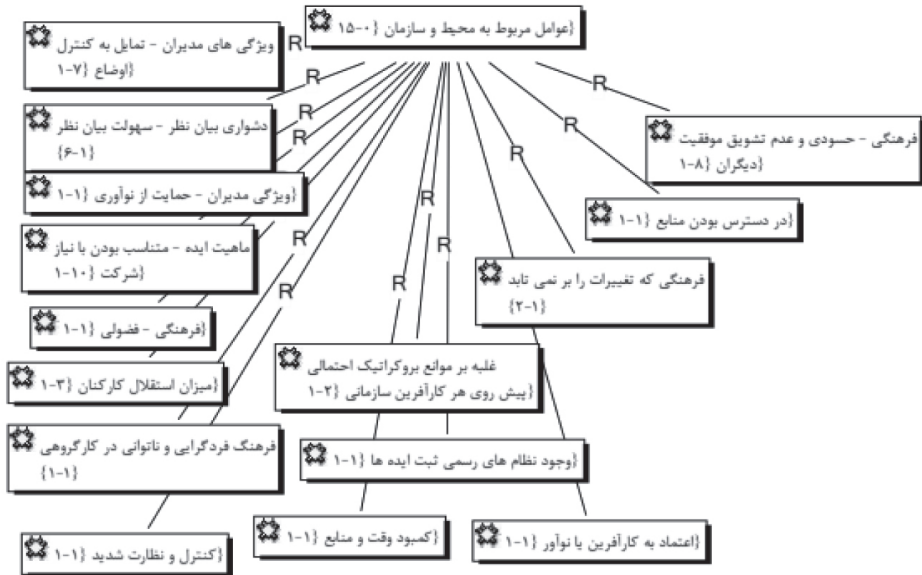 عوامل مربوط به محیط و سازمان {۰-۱۵}
ویژگی های مدیران - تمایل به کنترل
اوضاع {۷-۱}
دشواری بیان نظر - سهولت بیان نظر
{۶-۱}
ویژگی مدیران - حمایت از نوآوری {۱-۱}
ماهیت ایده - متناسب بودن با نیاز
شرکت {۱۰-۱}
فرهنگی - فضولی {۱-۱}
میزان استقلال کارکنان {۳-۱}
فرهنگ فردگرایی و ناتوانی در کارگروهی
{۱-۱}
کنترل و نظارت شدید {۱-۱}
کمبود وقت و منابع {۱-۱}
وجود نظام های رسمی ثبت ایده ها {۱-۱}
غلبه بر موانع بروکراتیک احتمالی
پیش روی هر کارآفرین سازمانی {۲-۱}
اعتماد به کارآفرین یا نوآور {۱-۱}
فرهنگی که تغییرات را بر نمی تابد
{۲-۱}
در دسترس بودن منابع {۱-۱}
فرهنگی - حسودی و عدم تشویق موفقیت
دیگران {۸-۱}
R
R
R
R
R
R
R
R
R
R
R
R